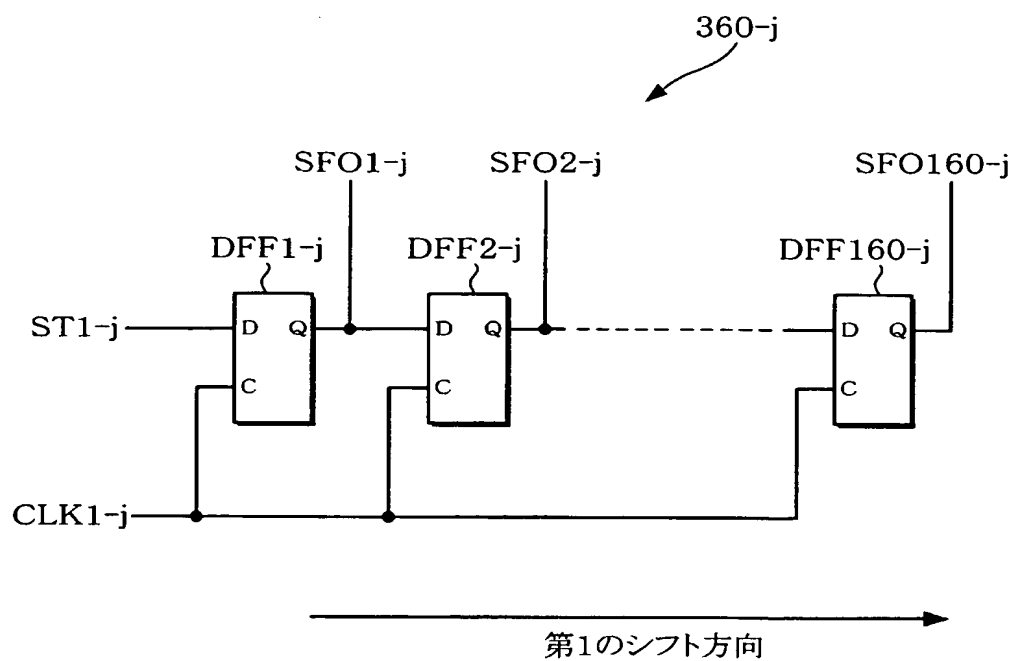 360-j
SFO1-j
SFO2-j
SFO160-j
DFF1-j
DFF2-j
DFF160-j
ST1-j
D
Q
D
Q
D
Q
C
C
C
CLK1-j
第1のシフト方向